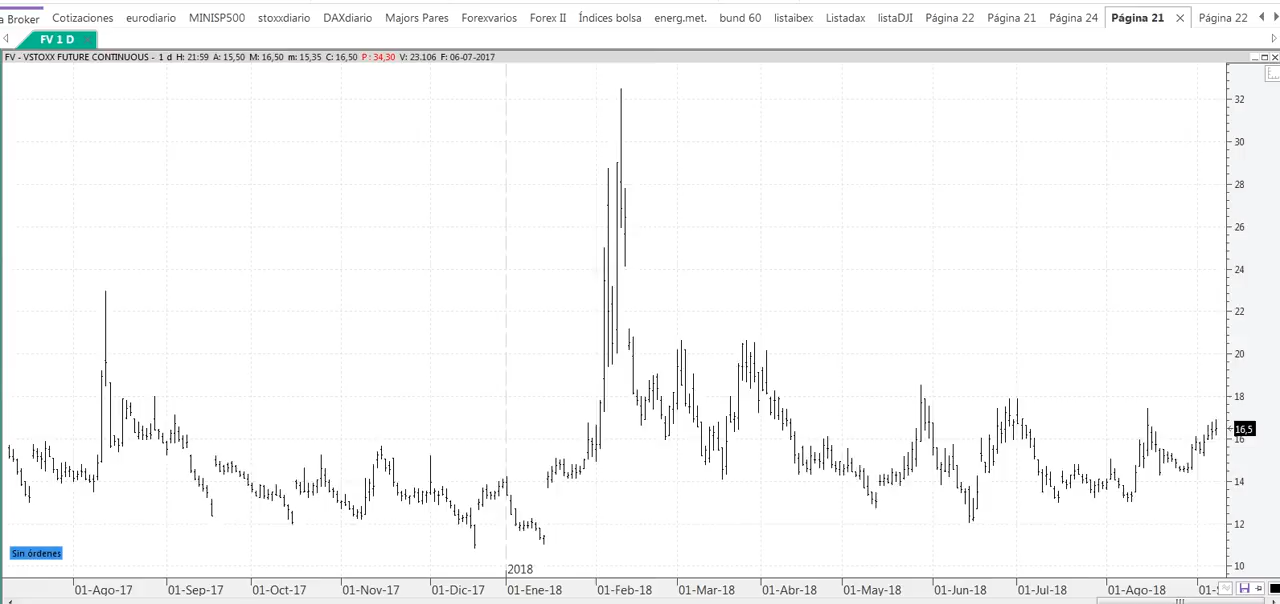 a Broker Cotizaciones eurodiario MINISP500 stoxxdiario DAXdiario Majors Pares Forexvarios Forex II Índices bolsa energ.met. bund 60 listaibex Listadax listaDJI Página 22 Página 21 Página 24 Página 21 Página 22
FV 1 D
FV - VSTOXX FUTURE CONTINUOUS - 1 d H: 21:59 A: 15,50 M: 16,50 m: 15,35 C: 16,50 P: 34,30 V: 23.106 F: 06-07-2017
32
30
28
26
24
22
20
18
16,5
16
14
12
Sin órdenes
10
2018
01-Ago-17 01-Sep-17 01-Oct-17 01-Nov-17 01-Dic-17 01-Ene-18 01-Feb-18 01-Mar-18 01-Abr-18 01-May-18 01-Jun-18 01-Jul-18 01-Ago-18 01-S